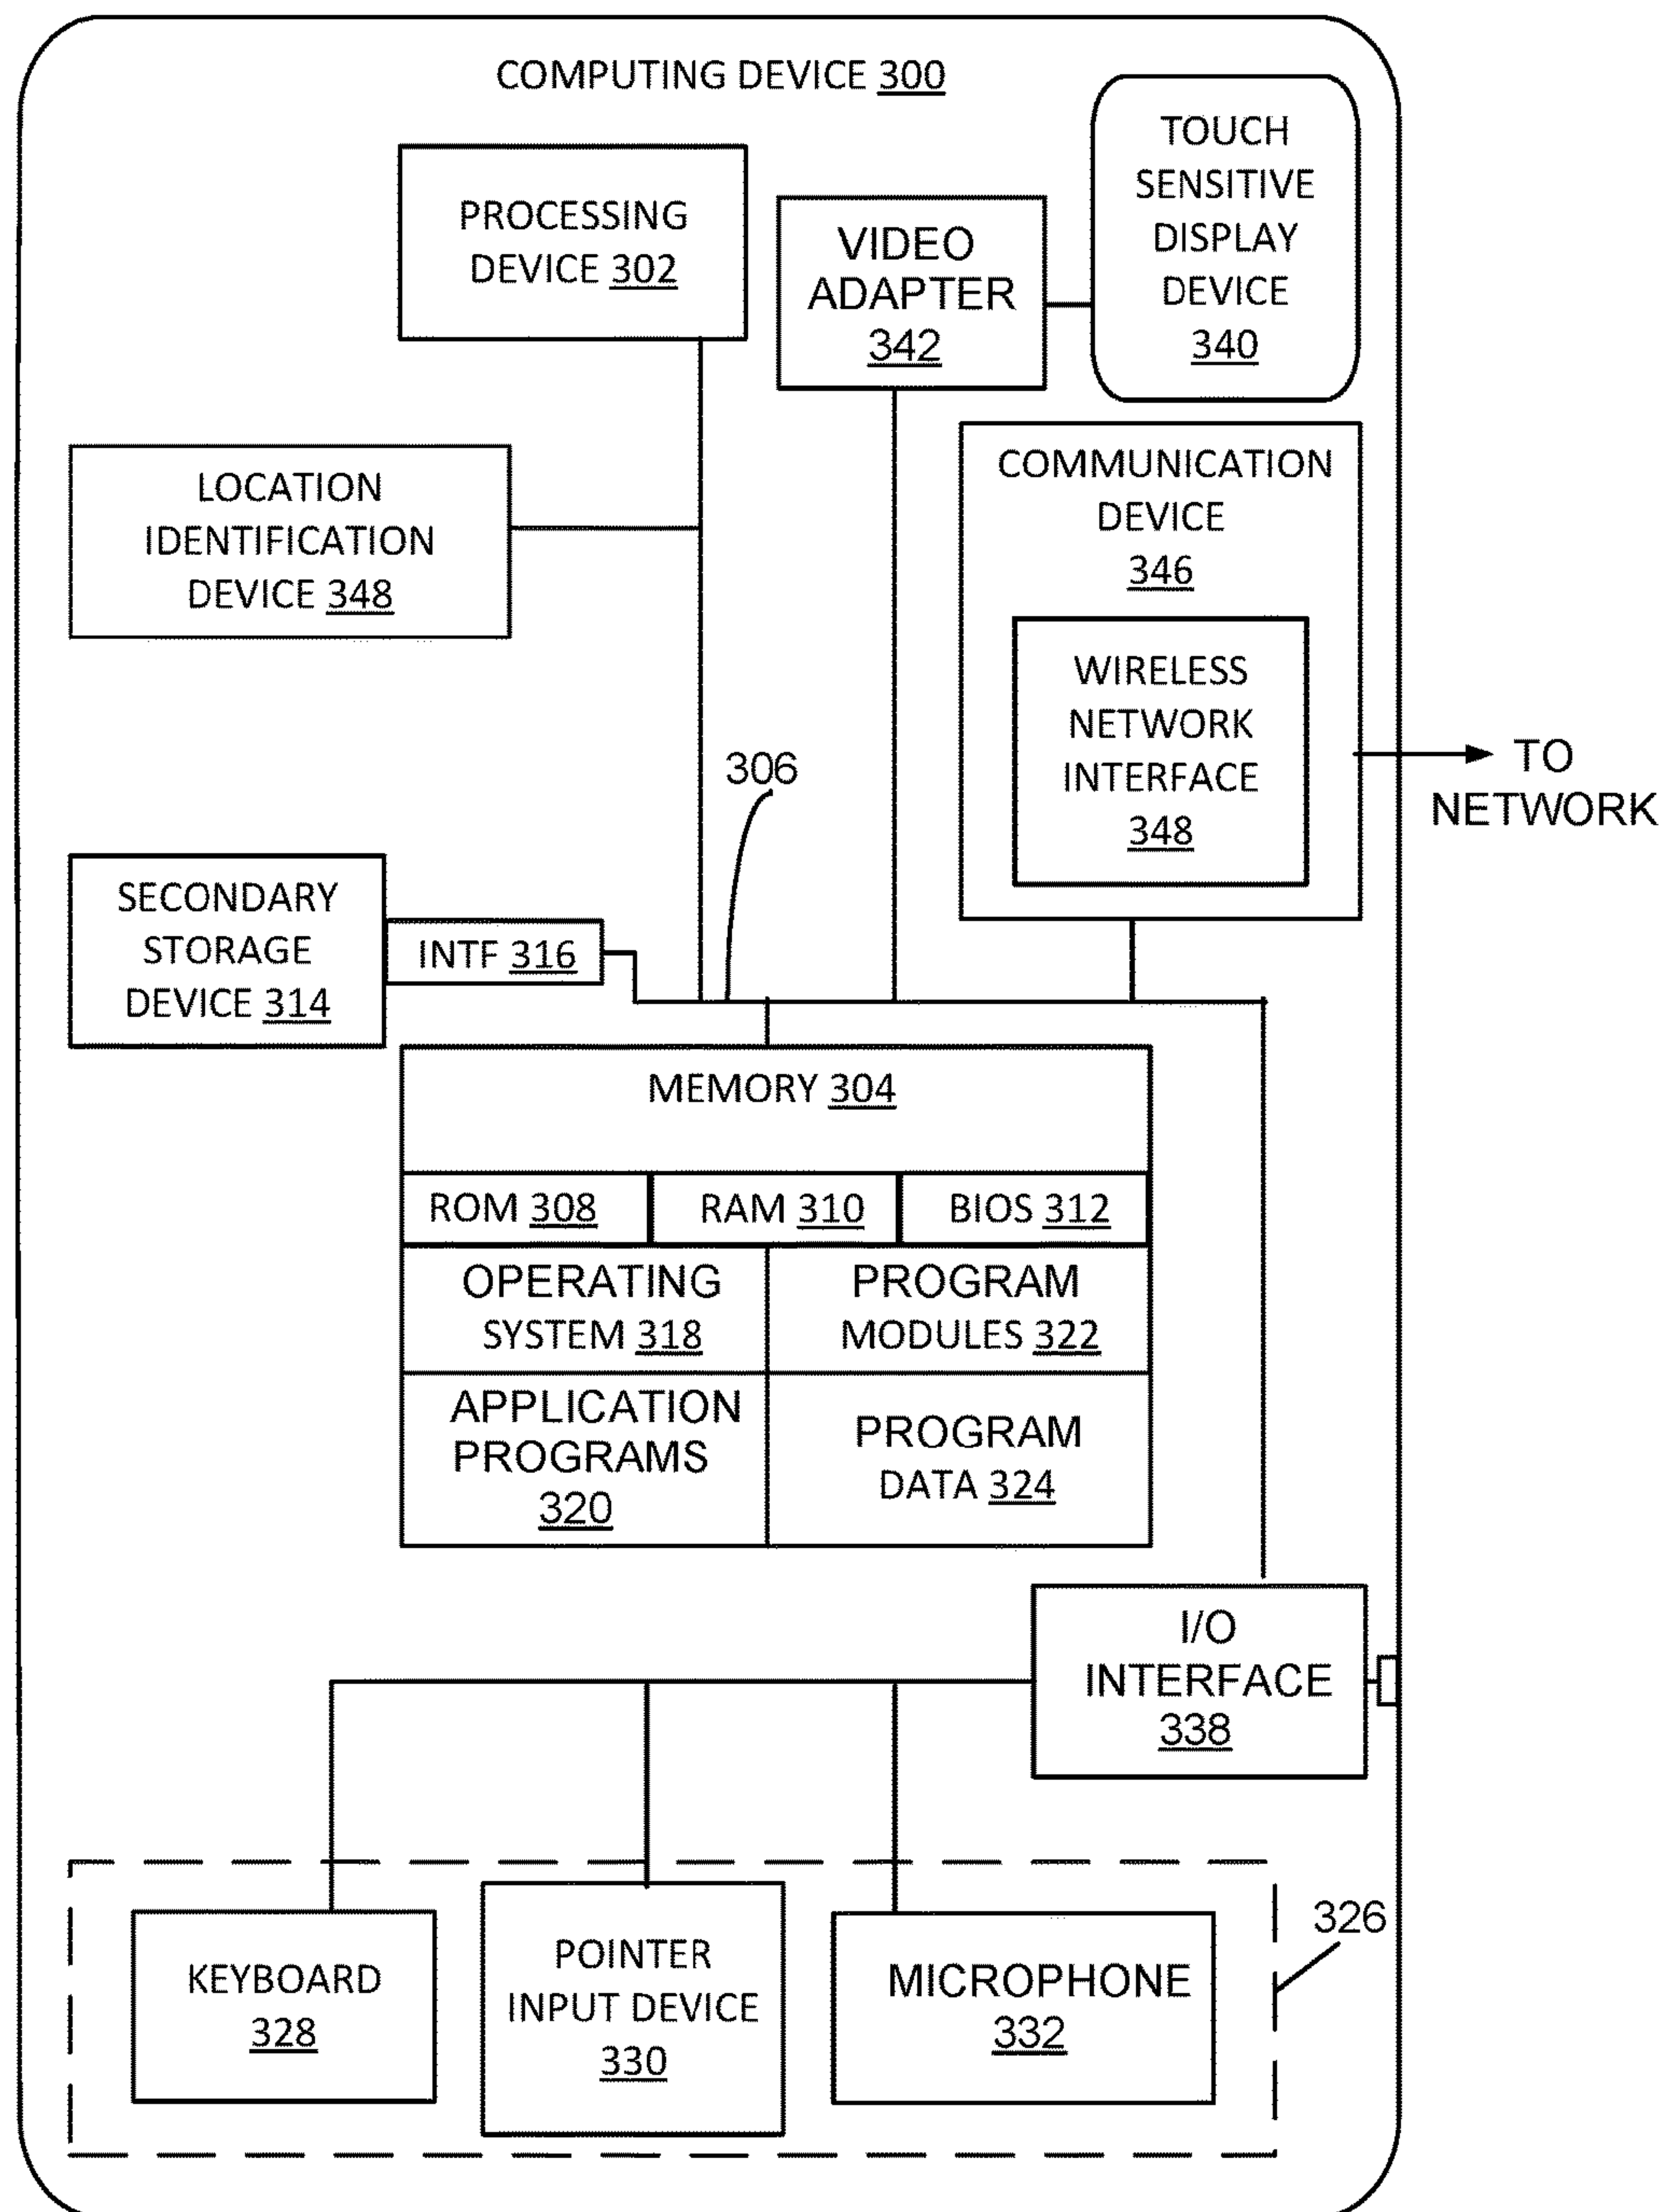 COMPUTING DEVICE 300
PROCESSING
DEVICE 302
VIDEO
ADAPTER
342
TOUCH
SENSITIVE
DISPLAY
DEVICE
340
LOCATION
IDENTIFICATION
DEVICE 348
COMMUNICATION
DEVICE
346
WIRELESS
NETWORK
INTERFACE
348
TO
NETWORK
306
SECONDARY
STORAGE
DEVICE 314
INTF 316
MEMORY 304
ROM 308
RAM 310
BIOS 312
OPERATING
SYSTEM 318
PROGRAM
MODULES 322
APPLICATION
PROGRAMS
320
PROGRAM
DATA 324
I/O
INTERFACE
338
326
KEYBOARD
328
POINTER
INPUT DEVICE
330
MICROPHONE
332